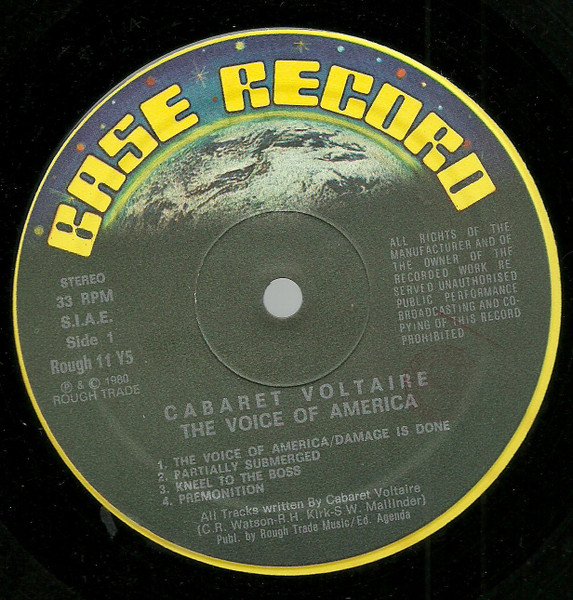 BASE RECORD
STEREO
33 RPM
S.I.A.E.
Side 1
Rough 11 Y5
Ⓟ & © 1980
ROUGH TRADE
ALL RIGHTS OF THE
MANUFACTURER AND OF
THE OWNER OF THE
RECORDED WORK RE-
SERVED UNAUTHORISED
PUBLIC PERFORMANCE
BROADCASTING AND CO-
PYING OF THIS RECORD
PROHIBITED
CABARET VOLTAIRE
THE VOICE OF AMERICA
1. THE VOICE OF AMERICA/DAMAGE IS DONE
2. PARTIALLY SUBMERGED
3. KNEEL TO THE BOSS
4. PREMONITION
All Tracks written By Cabaret Voltaire
(C.R. Watson-R.H. Kirk-S.W. Mallinder)
Publ. by Rough Trade Music/Ed. Agenda